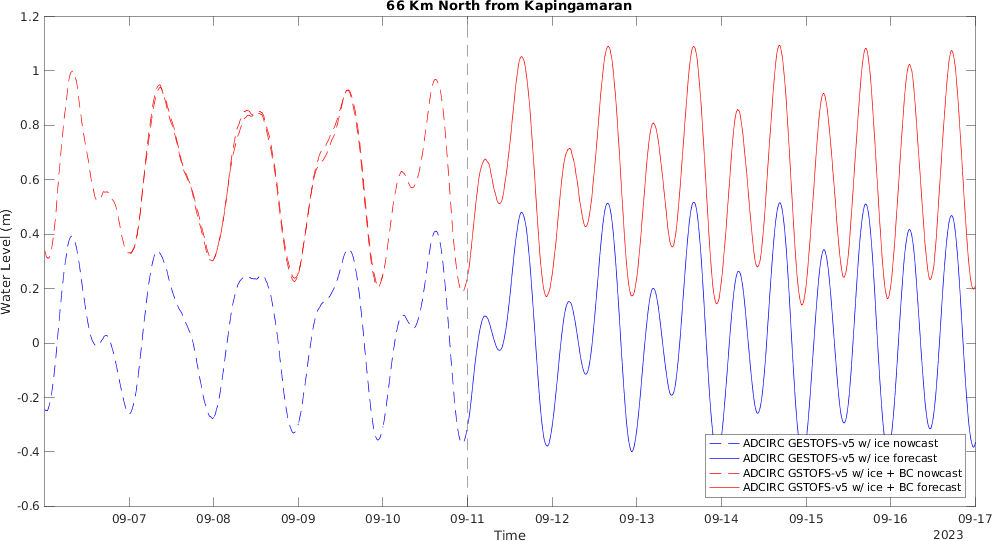 66 Km North from Kapingamaran
1.2
1
0.8
0.6
0.4
0.2
0
-0.2
-0.4
-0.6
Water Level (m)
ADCIRC GESTOFS-v5 w/ ice nowcast
ADCIRC GESTOFS-v5 w/ ice forecast
ADCIRC GSTOFS-v5 w/ ice + BC nowcast
ADCIRC GSTOFS-v5 w/ ice + BC forecast
09-07 09-08 09-09 09-10 09-11 09-12 09-13 09-14 09-15 09-16 09-17
Time
2023